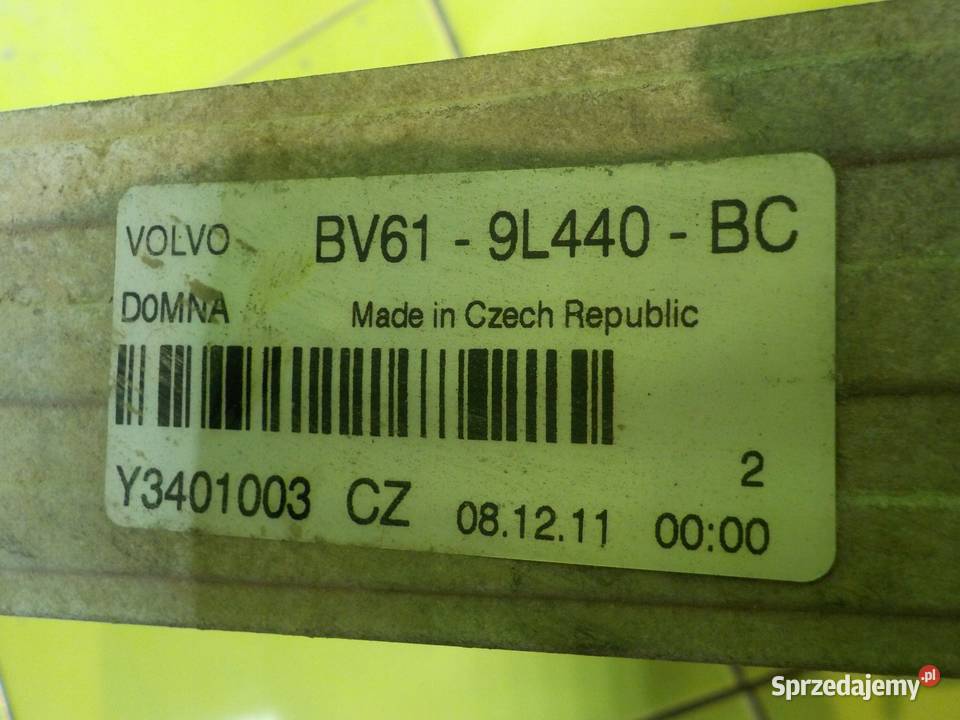 VOLVO BV61 - 9L440 - BC
D0MNA Made in Czech Republic
2
Y3401003 CZ 08.12.11 00:00
Sprzedajemy.pl